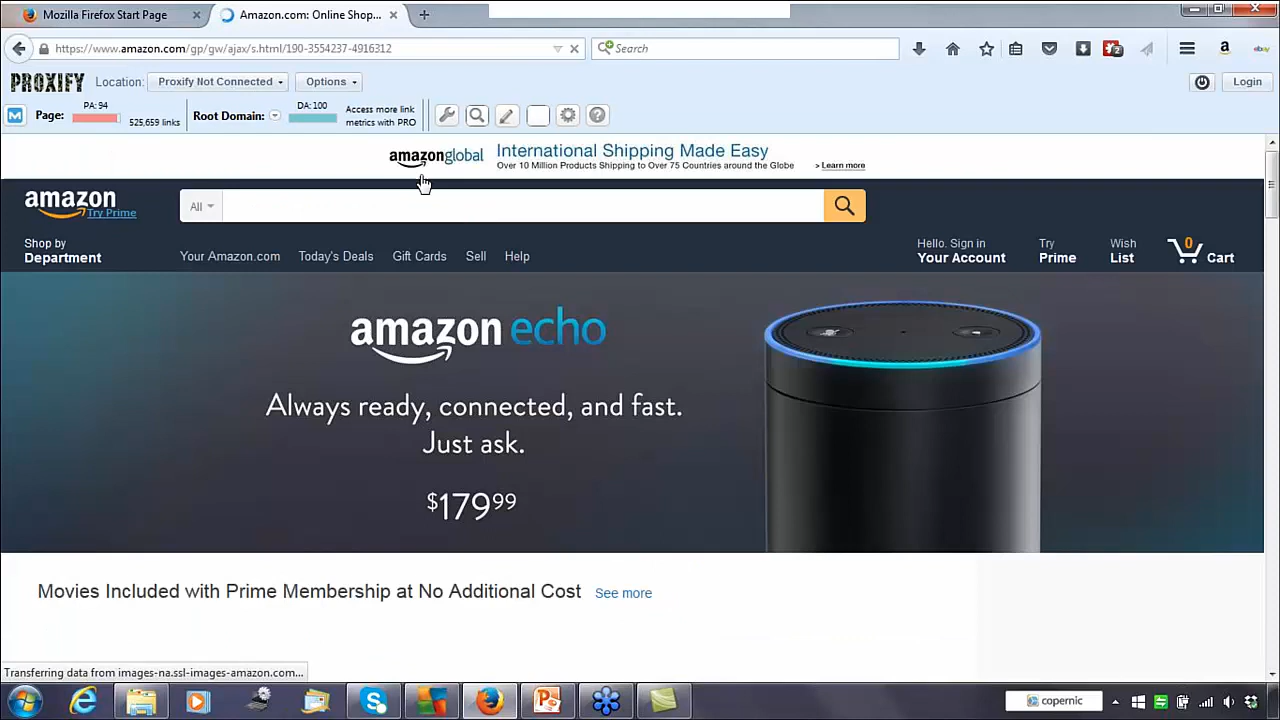 Mozilla Firefox Start Page
Amazon.com: Online Shop...
https://www.amazon.com/gp/gw/ajax/s.html/190-3554237-4916312
Search
2
a
ebay
PROXIFY
Location:
Proxify Not Connected
Options
Login
M
Page:
PA: 94
525,659 links
Root Domain:
DA: 100
Access more link
metrics with PRO
amazonglobal
International Shipping Made Easy
Over 10 Million Products Shipping to Over 75 Countries around the Globe
> Learn more
amazon
Try Prime
All
Shop by
Department
Your Amazon.com
Today's Deals
Gift Cards
Sell
Help
Hello. Sign in
Your Account
Try
Prime
Wish
List
0
Cart
amazon echo
Always ready, connected, and fast.
Just ask.
$179 99
Movies Included with Prime Membership at No Additional Cost
See more
Transferring data from images-na.ssl-images-amazon.com...
copernic